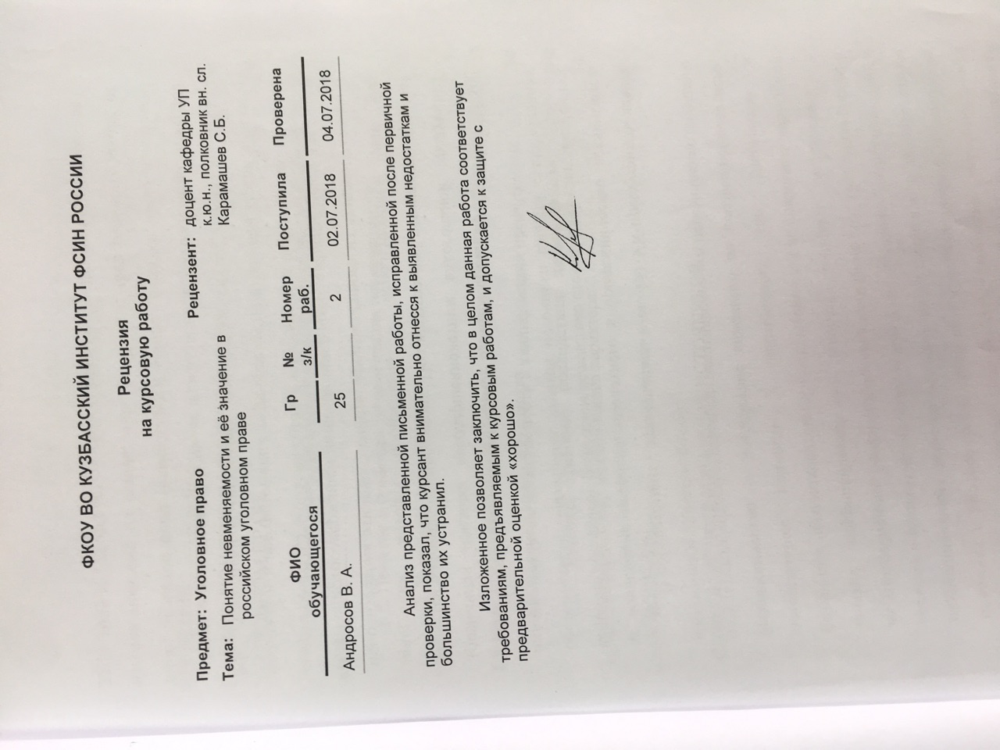 ФКОУ ВО КУЗБАССКИЙ ИНСТИТУТ ФСИН РОССИИ
Рецензия
на курсовую работу
Предмет: Уголовное право
Рецензент: доцент кафедры УП
к.ю.н., полковник вн. сл.
Карамашев С.Б.
Тема: Понятие невменяемости и её значение в
российском уголовном праве
ФИО обучающегося Гр № з/к Номер раб. Поступила Проверена
Андросов В. А. 25 2 02.07.2018 04.07.2018
Анализ представленной письменной работы, исправленной после первичной
проверки, показал, что курсант внимательно отнесся к выявленным недостаткам и
большинство их устранил.
Изложенное позволяет заключить, что в целом данная работа соответствует
требованиям, предъявляемым к курсовым работам, и допускается к защите с
предварительной оценкой «хорошо».